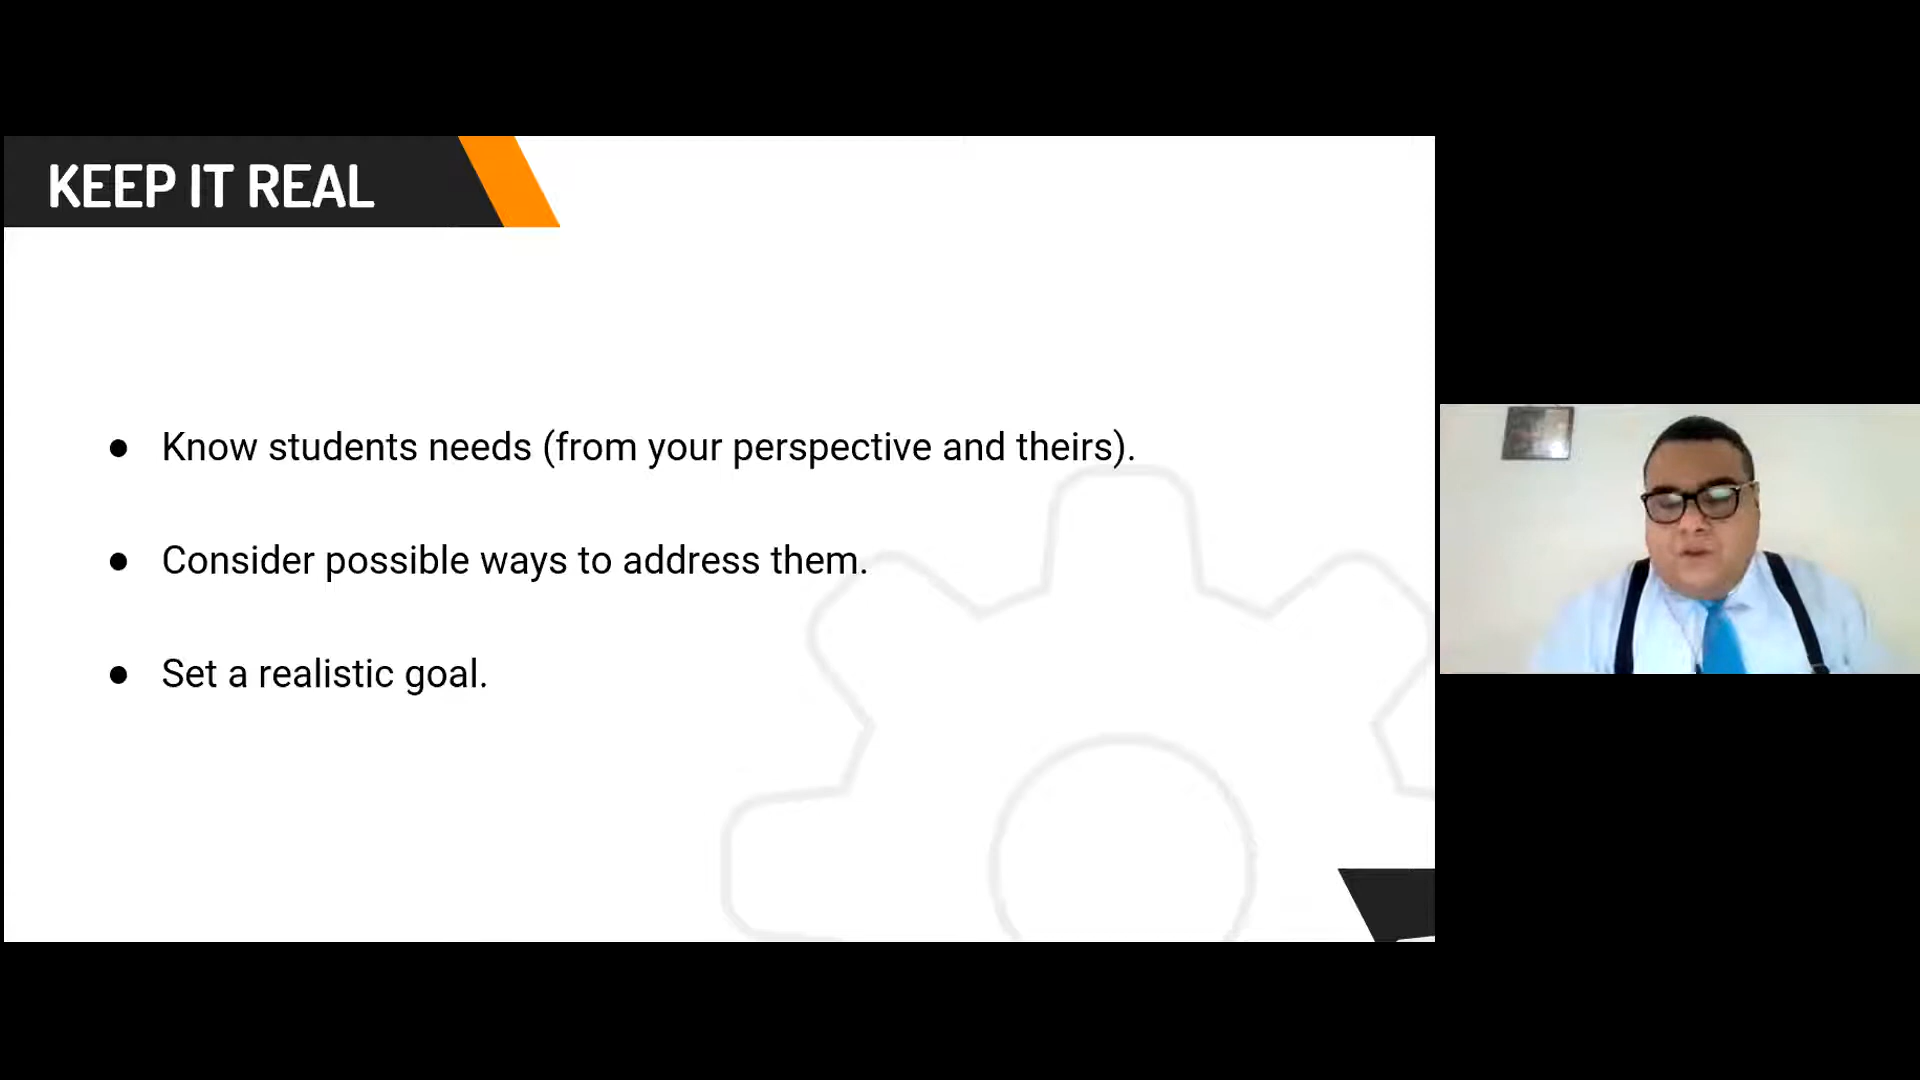 KEEP IT REAL
● Know students needs (from your perspective and theirs).
● Consider possible ways to address them.
● Set a realistic goal.